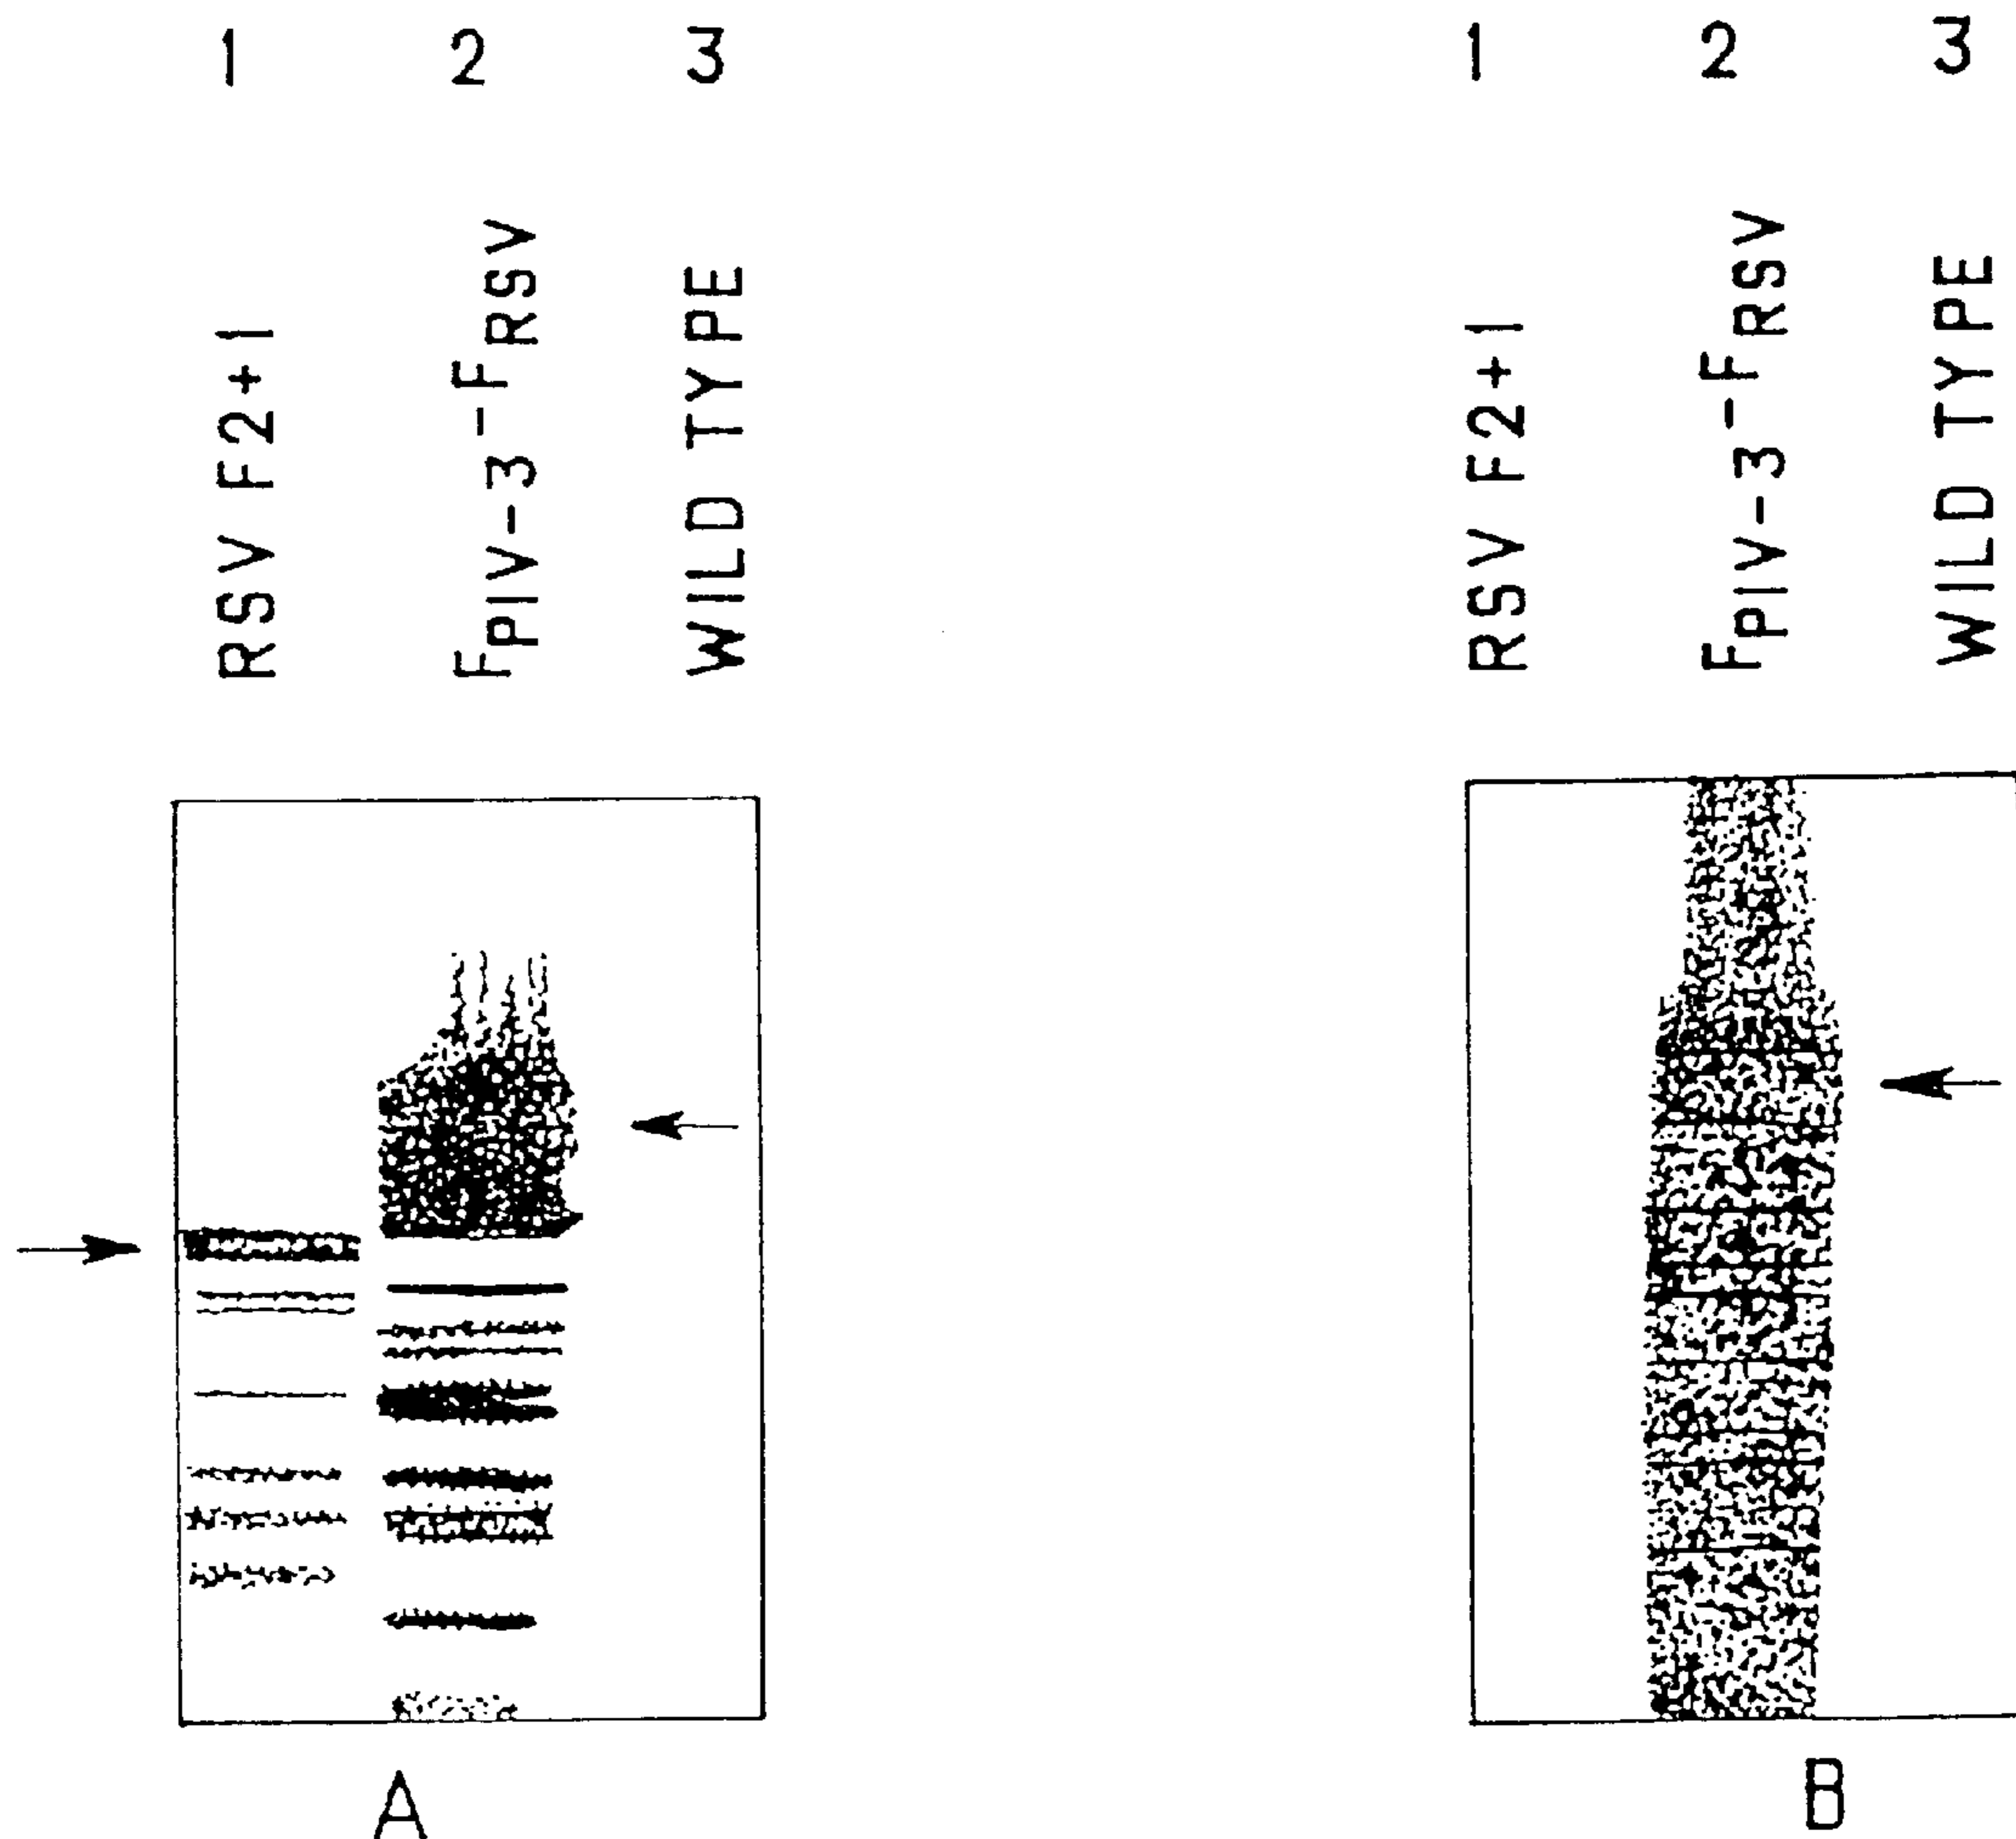 1 2 3
RSV F2+1
FPIV-3-FRSV
WILD TYPE
A
1 2 3
RSV F2+1
FPIV-3-FRSV
WILD TYPE
B